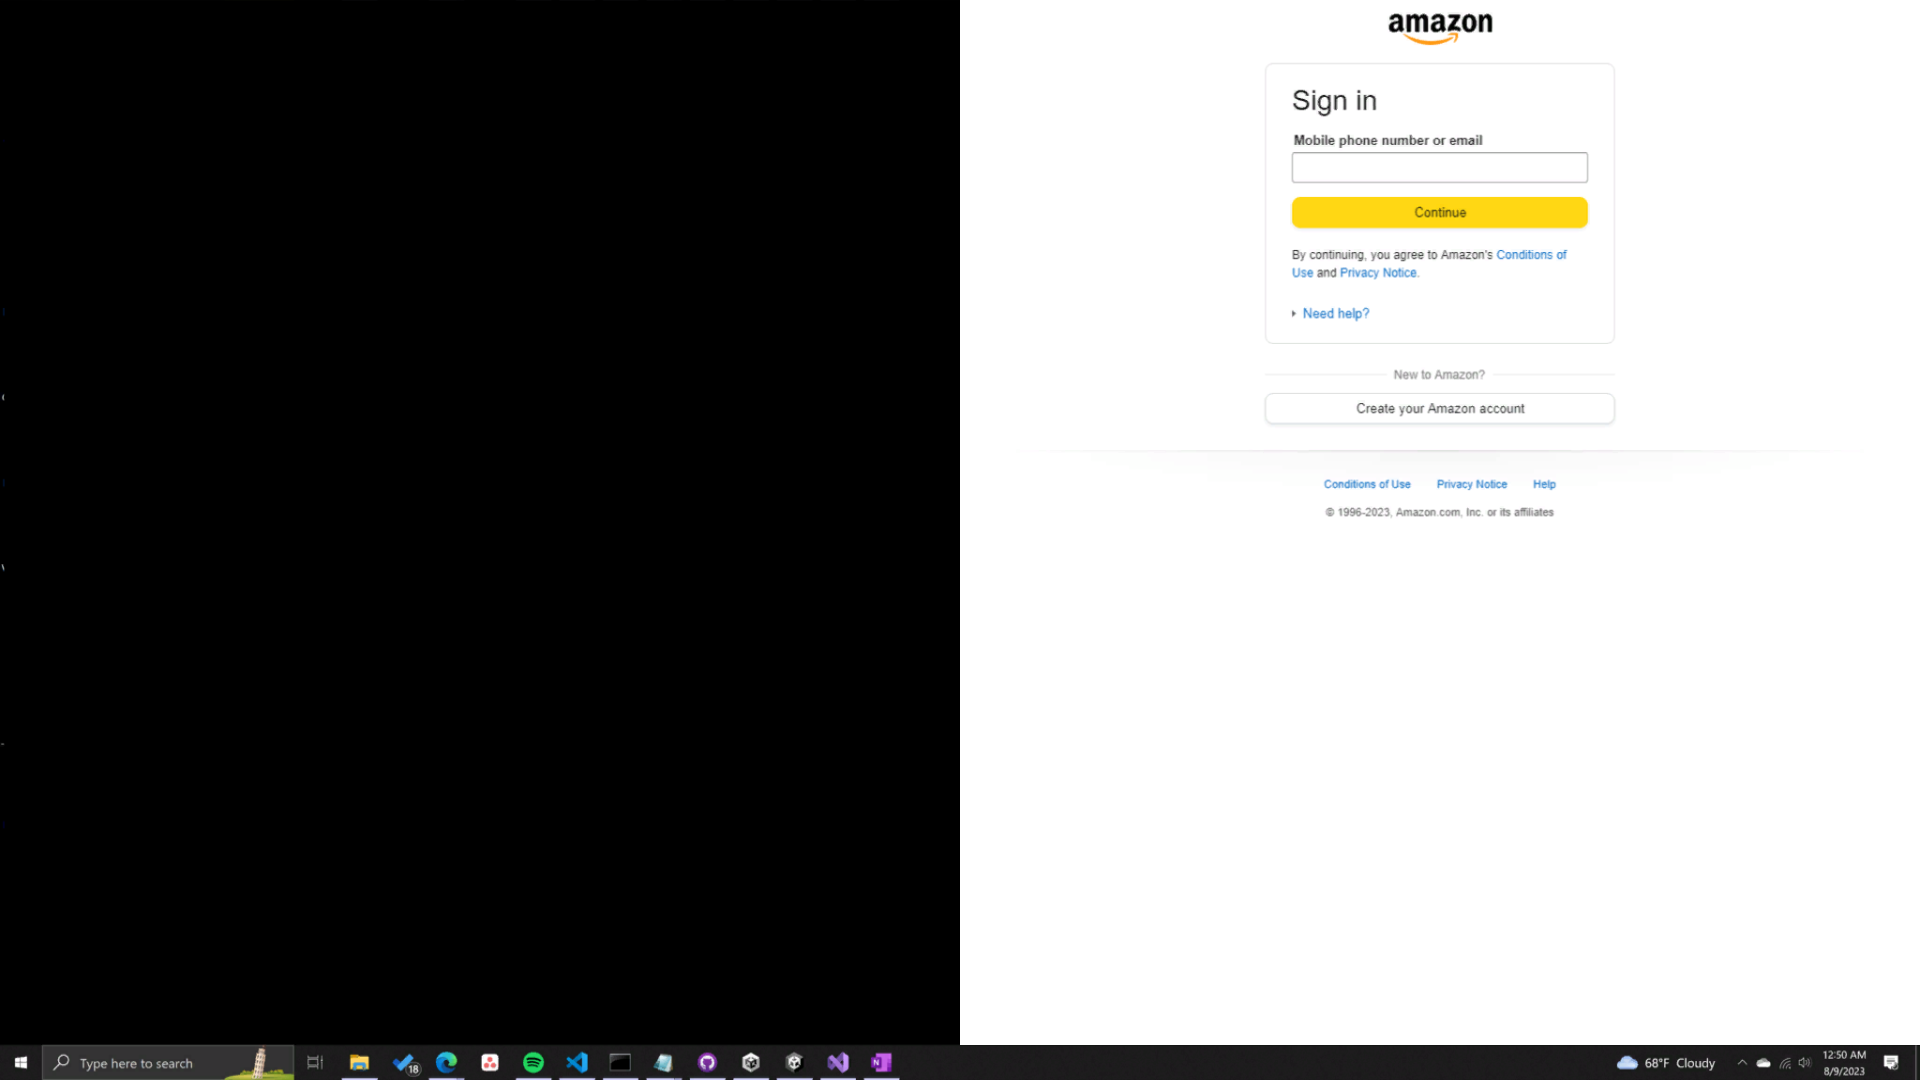 amazon
Sign in
Mobile phone number or email
Continue
By continuing, you agree to Amazon's Conditions of
Use and Privacy Notice.
Need help?
New to Amazon?
Create your Amazon account
Conditions of Use Privacy Notice Help
© 1996-2023, Amazon.com, Inc. or its affiliates
Type here to search
18
68°F Cloudy
12:50 AM
8/9/2023